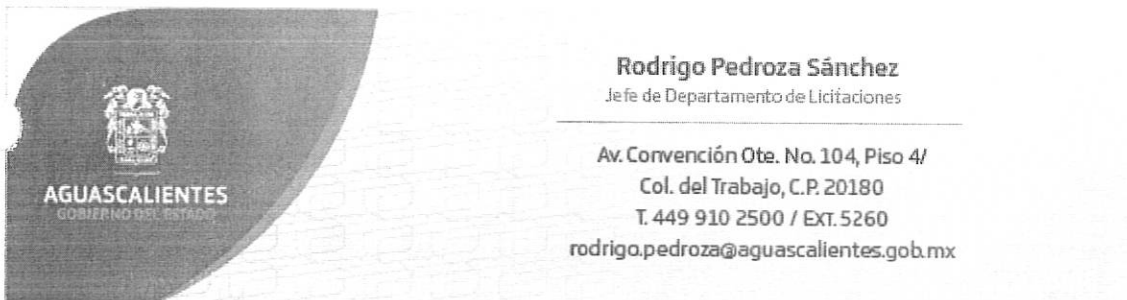 AGUASCALIENTES
GOBIERNO DEL ESTADO
Rodrigo Pedroza Sánchez
Jefe de Departamento de Licitaciones
Av. Convención Ote. No. 104, Piso 4/
Col. del Trabajo, C.P. 20180
T. 449 910 2500 / EXT. 5260
rodrigo.pedroza@aguascalientes.gob.mx